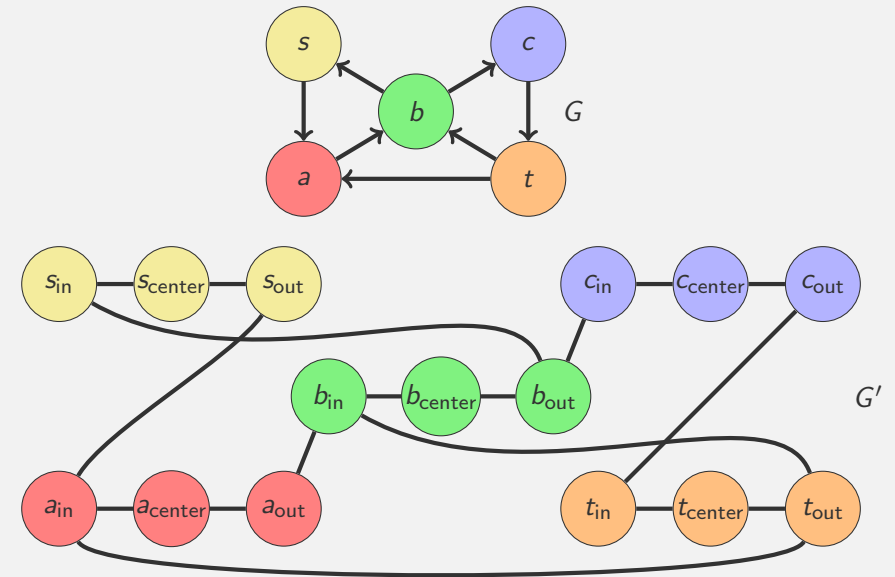 s c
b G
a t
s_in s_center s_out c_in c_center c_out
b_in b_center b_out G′
a_in a_center a_out t_in t_center t_out